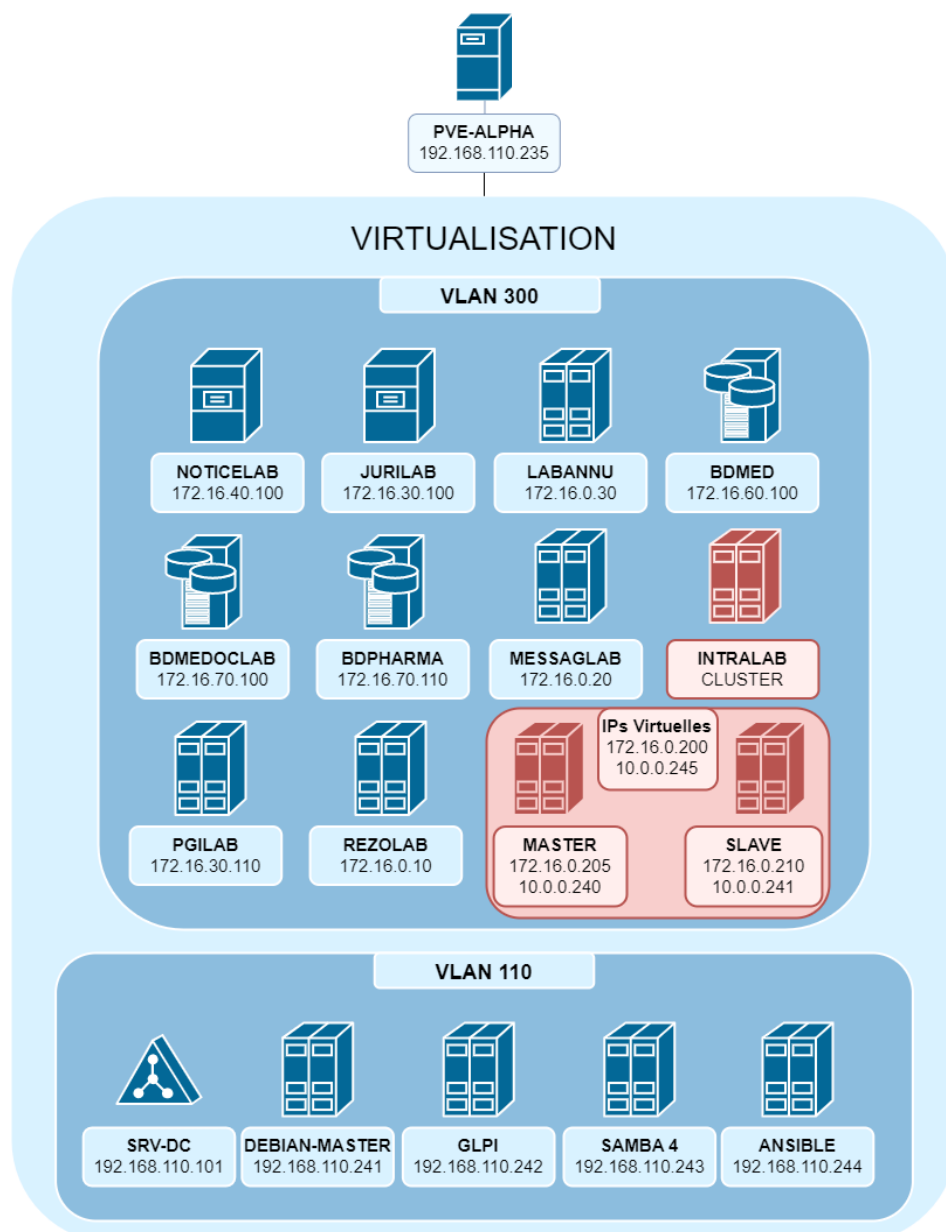 PVE-ALPHA
192.168.110.235
VIRTUALISATION
VLAN 300
NOTICELAB
172.16.40.100
JURILAB
172.16.30.100
LABANNU
172.16.0.30
BDMED
172.16.60.100
BDMEDOCLAB
172.16.70.100
BDPHARMA
172.16.70.110
MESSAGLAB
172.16.0.20
INTRALAB
CLUSTER
PGILAB
172.16.30.110
REZOLAB
172.16.0.10
IPs Virtuelles
172.16.0.200
10.0.0.245
MASTER
172.16.0.205
10.0.0.240
SLAVE
172.16.0.210
10.0.0.241
VLAN 110
SRV-DC
192.168.110.101
DEBIAN-MASTER
192.168.110.241
GLPI
192.168.110.242
SAMBA 4
192.168.110.243
ANSIBLE
192.168.110.244